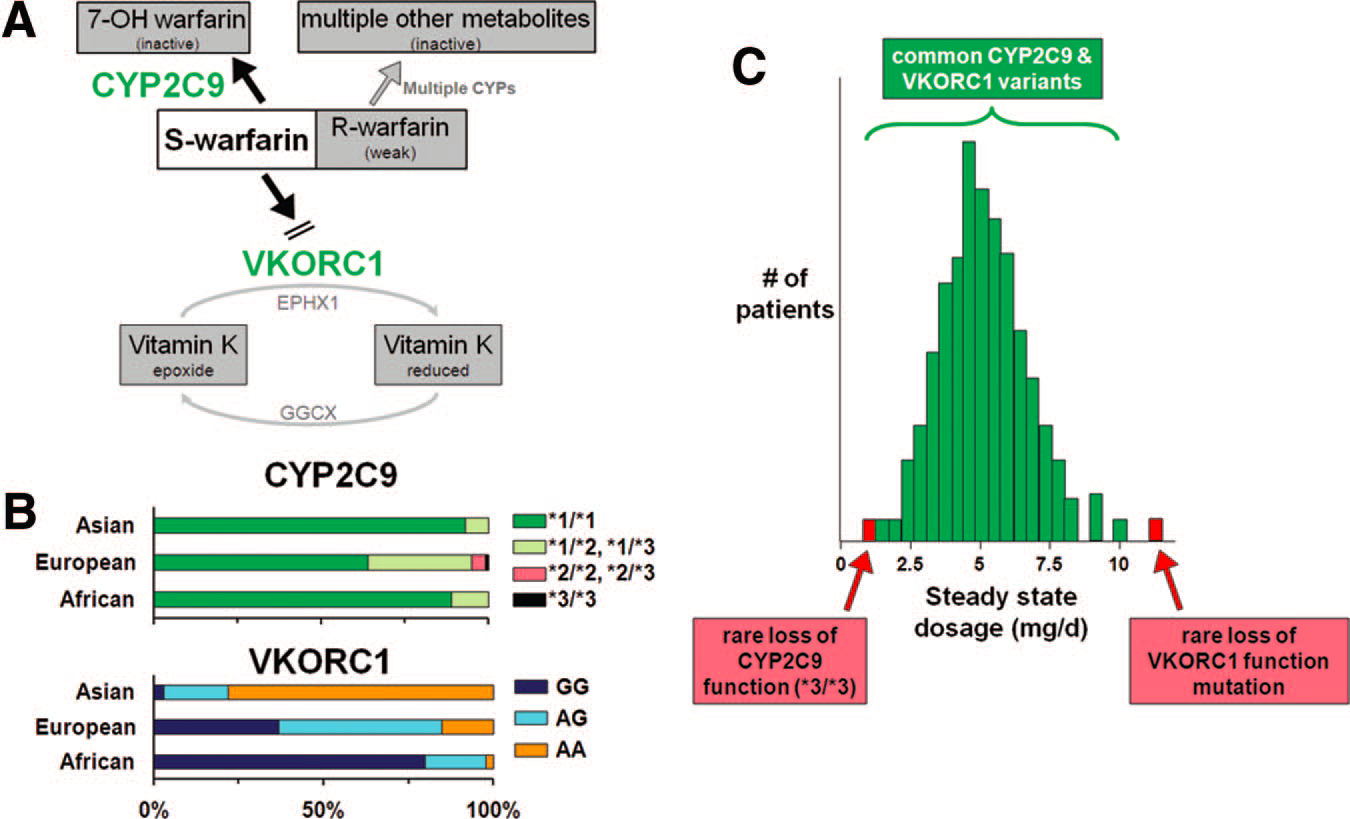 A
7-OH warfarin
(inactive)
multiple other metabolites
(inactive)
CYP2C9
Multiple CYPs
S-warfarin
R-warfarin
(weak)
VKORC1
EPHX1
Vitamin K
epoxide
Vitamin K
reduced
GGCX
B
CYP2C9
Asian
European
African
*1/*1
*1/*2, *1/*3
*2/*2, *2/*3
*3/*3
VKORC1
Asian
European
African
GG
AG
AA
0% 50% 100%
C
common CYP2C9 &
VKORC1 variants
# of
patients
0 2.5 5 7.5 10
Steady state
dosage (mg/d)
rare loss of
CYP2C9
function (*3/*3)
rare loss of
VKORC1 function
mutation